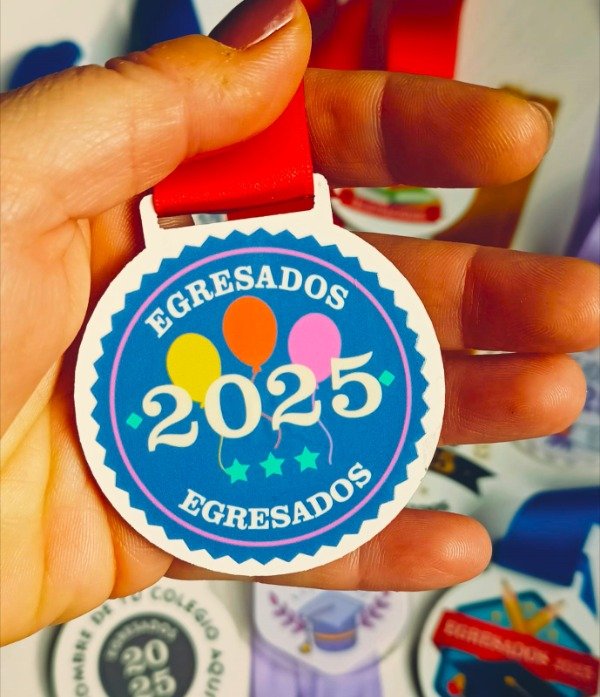 EGRESADOS
2025
EGRESADOS
NOMBRE DE TU COLEGIO AQUÍ
EGRESADOS
20
25
EGRESADOS 2025